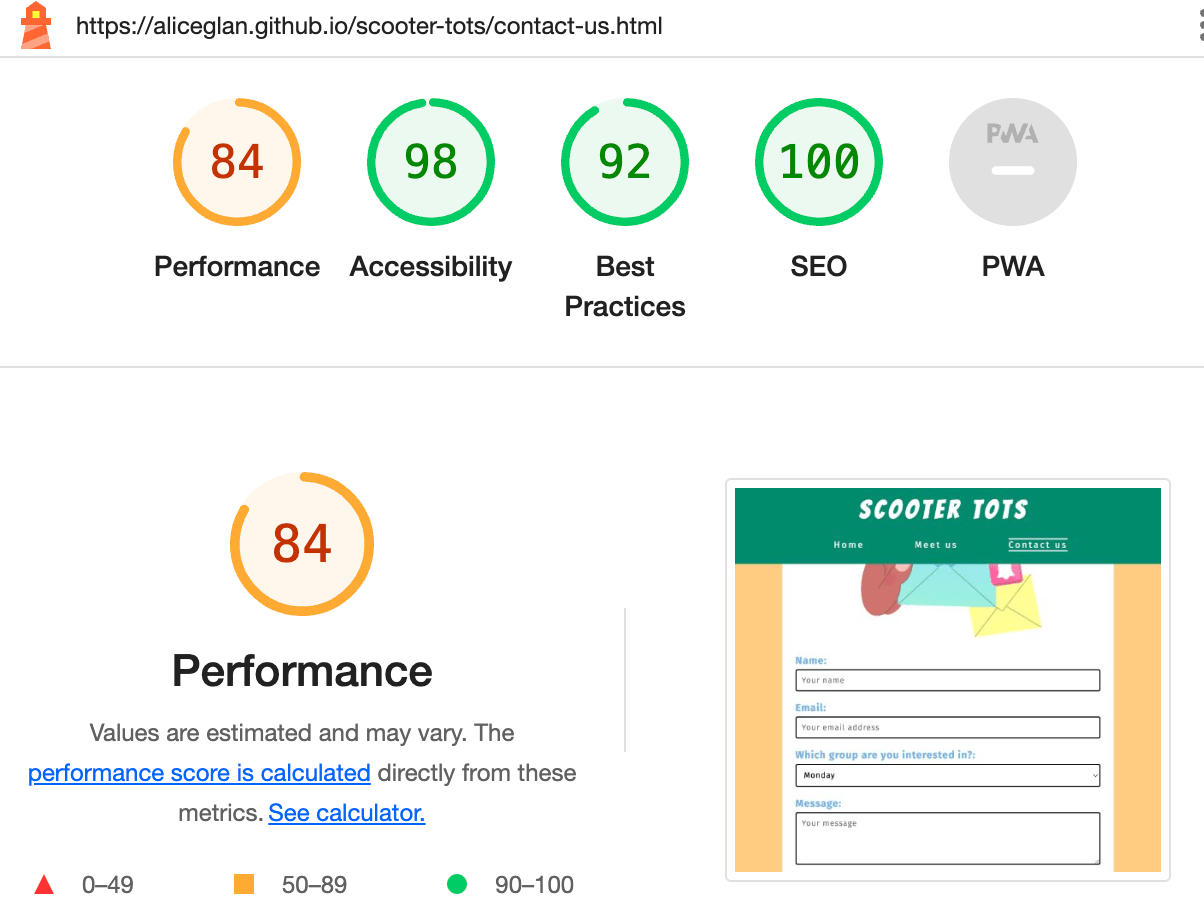 https://aliceglan.github.io/scooter-tots/contact-us.html
84
98
92
100
PWA
Performance
Accessibility
Best
Practices
SEO
PWA
84
Performance
Values are estimated and may vary. The
performance score is calculated directly from these
metrics. See calculator.
0–49
50–89
90–100
SCOOTER TOTS
Home
Meet us
Contact us
Name:
Your name
Email:
Your email address
Which group are you interested in?:
Monday
Message:
Your message